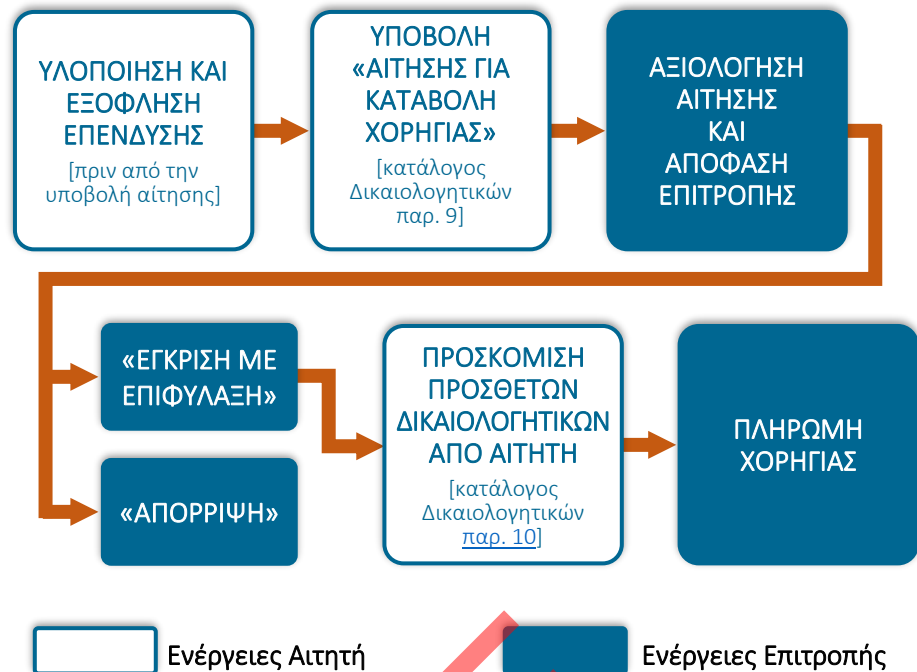 ΥΛΟΠΟΙΗΣΗ ΚΑΙ
ΕΞΟΦΛΗΣΗ
ΕΠΕΝΔΥΣΗΣ
[πριν από την
υποβολή αίτησης]
ΥΠΟΒΟΛΗ
«ΑΙΤΗΣΗΣ ΓΙΑ
ΚΑΤΑΒΟΛΗ
ΧΟΡΗΓΙΑΣ»
[κατάλογος
Δικαιολογητικών
παρ. 9]
ΑΞΙΟΛΟΓΗΣΗ
ΑΙΤΗΣΗΣ
ΚΑΙ
ΑΠΟΦΑΣΗ
ΕΠΙΤΡΟΠΗΣ
«ΕΓΚΡΙΣΗ ΜΕ
ΕΠΙΦΥΛΑΞΗ»
«ΑΠΟΡΡΙΨΗ»
ΠΡΟΣΚΟΜΙΣΗ
ΠΡΟΣΘΕΤΩΝ
ΔΙΚΑΙΟΛΟΓΗΤΙΚΩΝ
ΑΠΟ ΑΙΤΗΤΗ
[κατάλογος
Δικαιολογητικών
παρ. 10]
ΠΛΗΡΩΜΗ
ΧΟΡΗΓΙΑΣ
Ενέργειες Αιτητή
Ενέργειες Επιτροπής